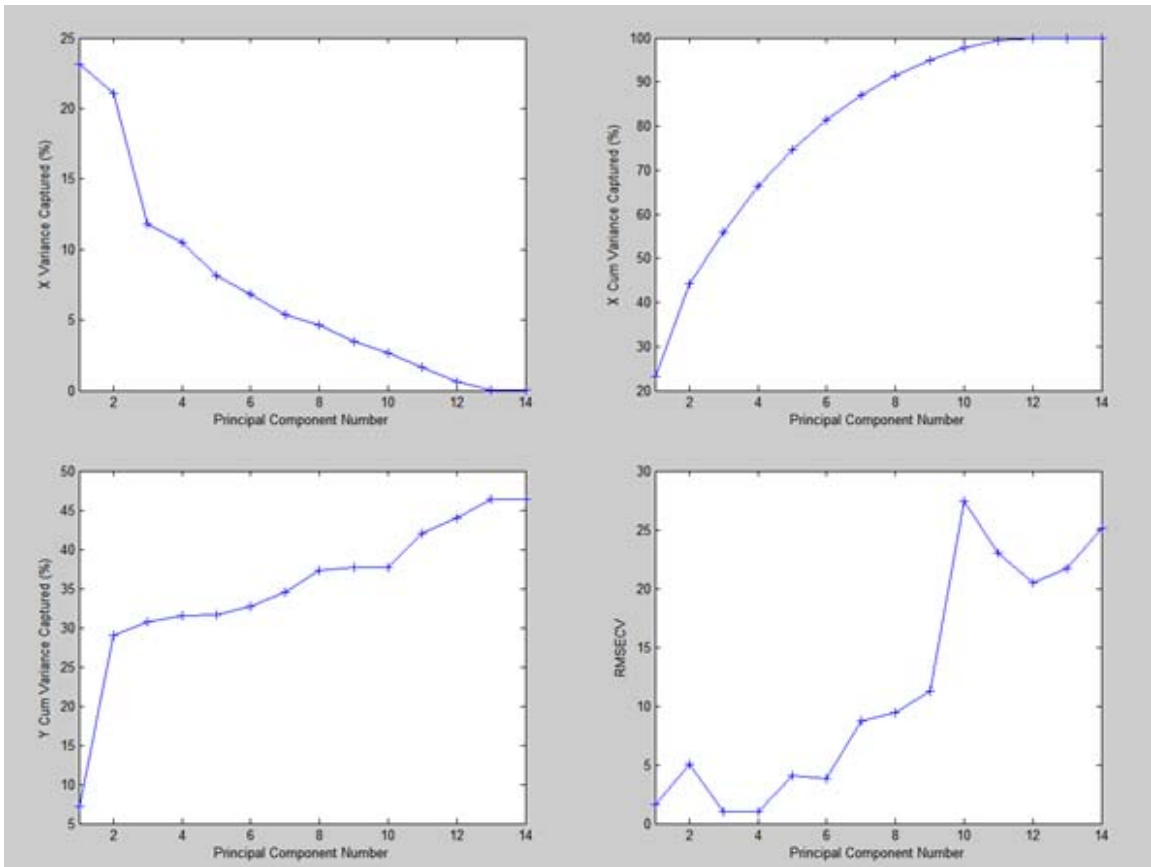 25
20
15
10
5
0
X Variance Captured (%)
2 4 6 8 10 12 14
Principal Component Number
100
90
80
70
60
50
40
30
20
X Cum Variance Captured (%)
2 4 6 8 10 12 14
Principal Component Number
50
45
40
35
30
25
20
15
10
5
Y Cum Variance Captured (%)
2 4 6 8 10 12 14
Principal Component Number
30
25
20
15
10
5
0
RMSECV
2 4 6 8 10 12 14
Principal Component Number